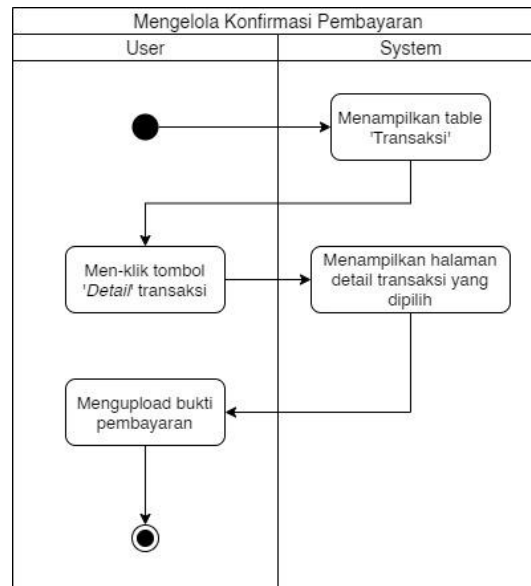 Mengelola Konfirmasi Pembayaran
User
System
Menampilkan table
'Transaksi'
Men-klik tombol
'Detail' transaksi
Menampilkan halaman
detail transaksi yang
dipilih
Mengupload bukti
pembayaran